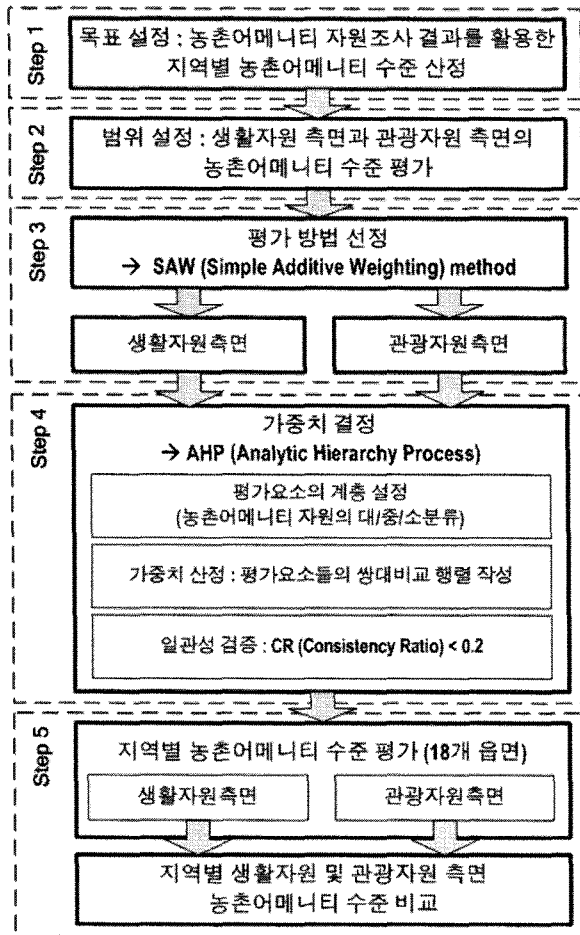 Step 1
목표 설정 : 농촌어메니티 자원조사 결과를 활용한
지역별 농촌어메니티 수준 산정
Step 2
범위 설정 : 생활자원 측면과 관광자원 측면의
농촌어메니티 수준 평가
Step 3
평가 방법 선정
→ SAW (Simple Additive Weighting) method
생활자원측면
관광자원측면
Step 4
가중치 결정
→ AHP (Analytic Hierarchy Process)
평가요소의 계층 설정
(농촌어메니티 자원의 대/중/소분류)
가중치 산정 : 평가요소들의 쌍대비교 행렬 작성
일관성 검증 : CR (Consistency Ratio) < 0.2
Step 5
지역별 농촌어메니티 수준 평가 (18개 읍면)
생활자원측면
관광자원측면
지역별 생활자원 및 관광자원 측면
농촌어메니티 수준 비교